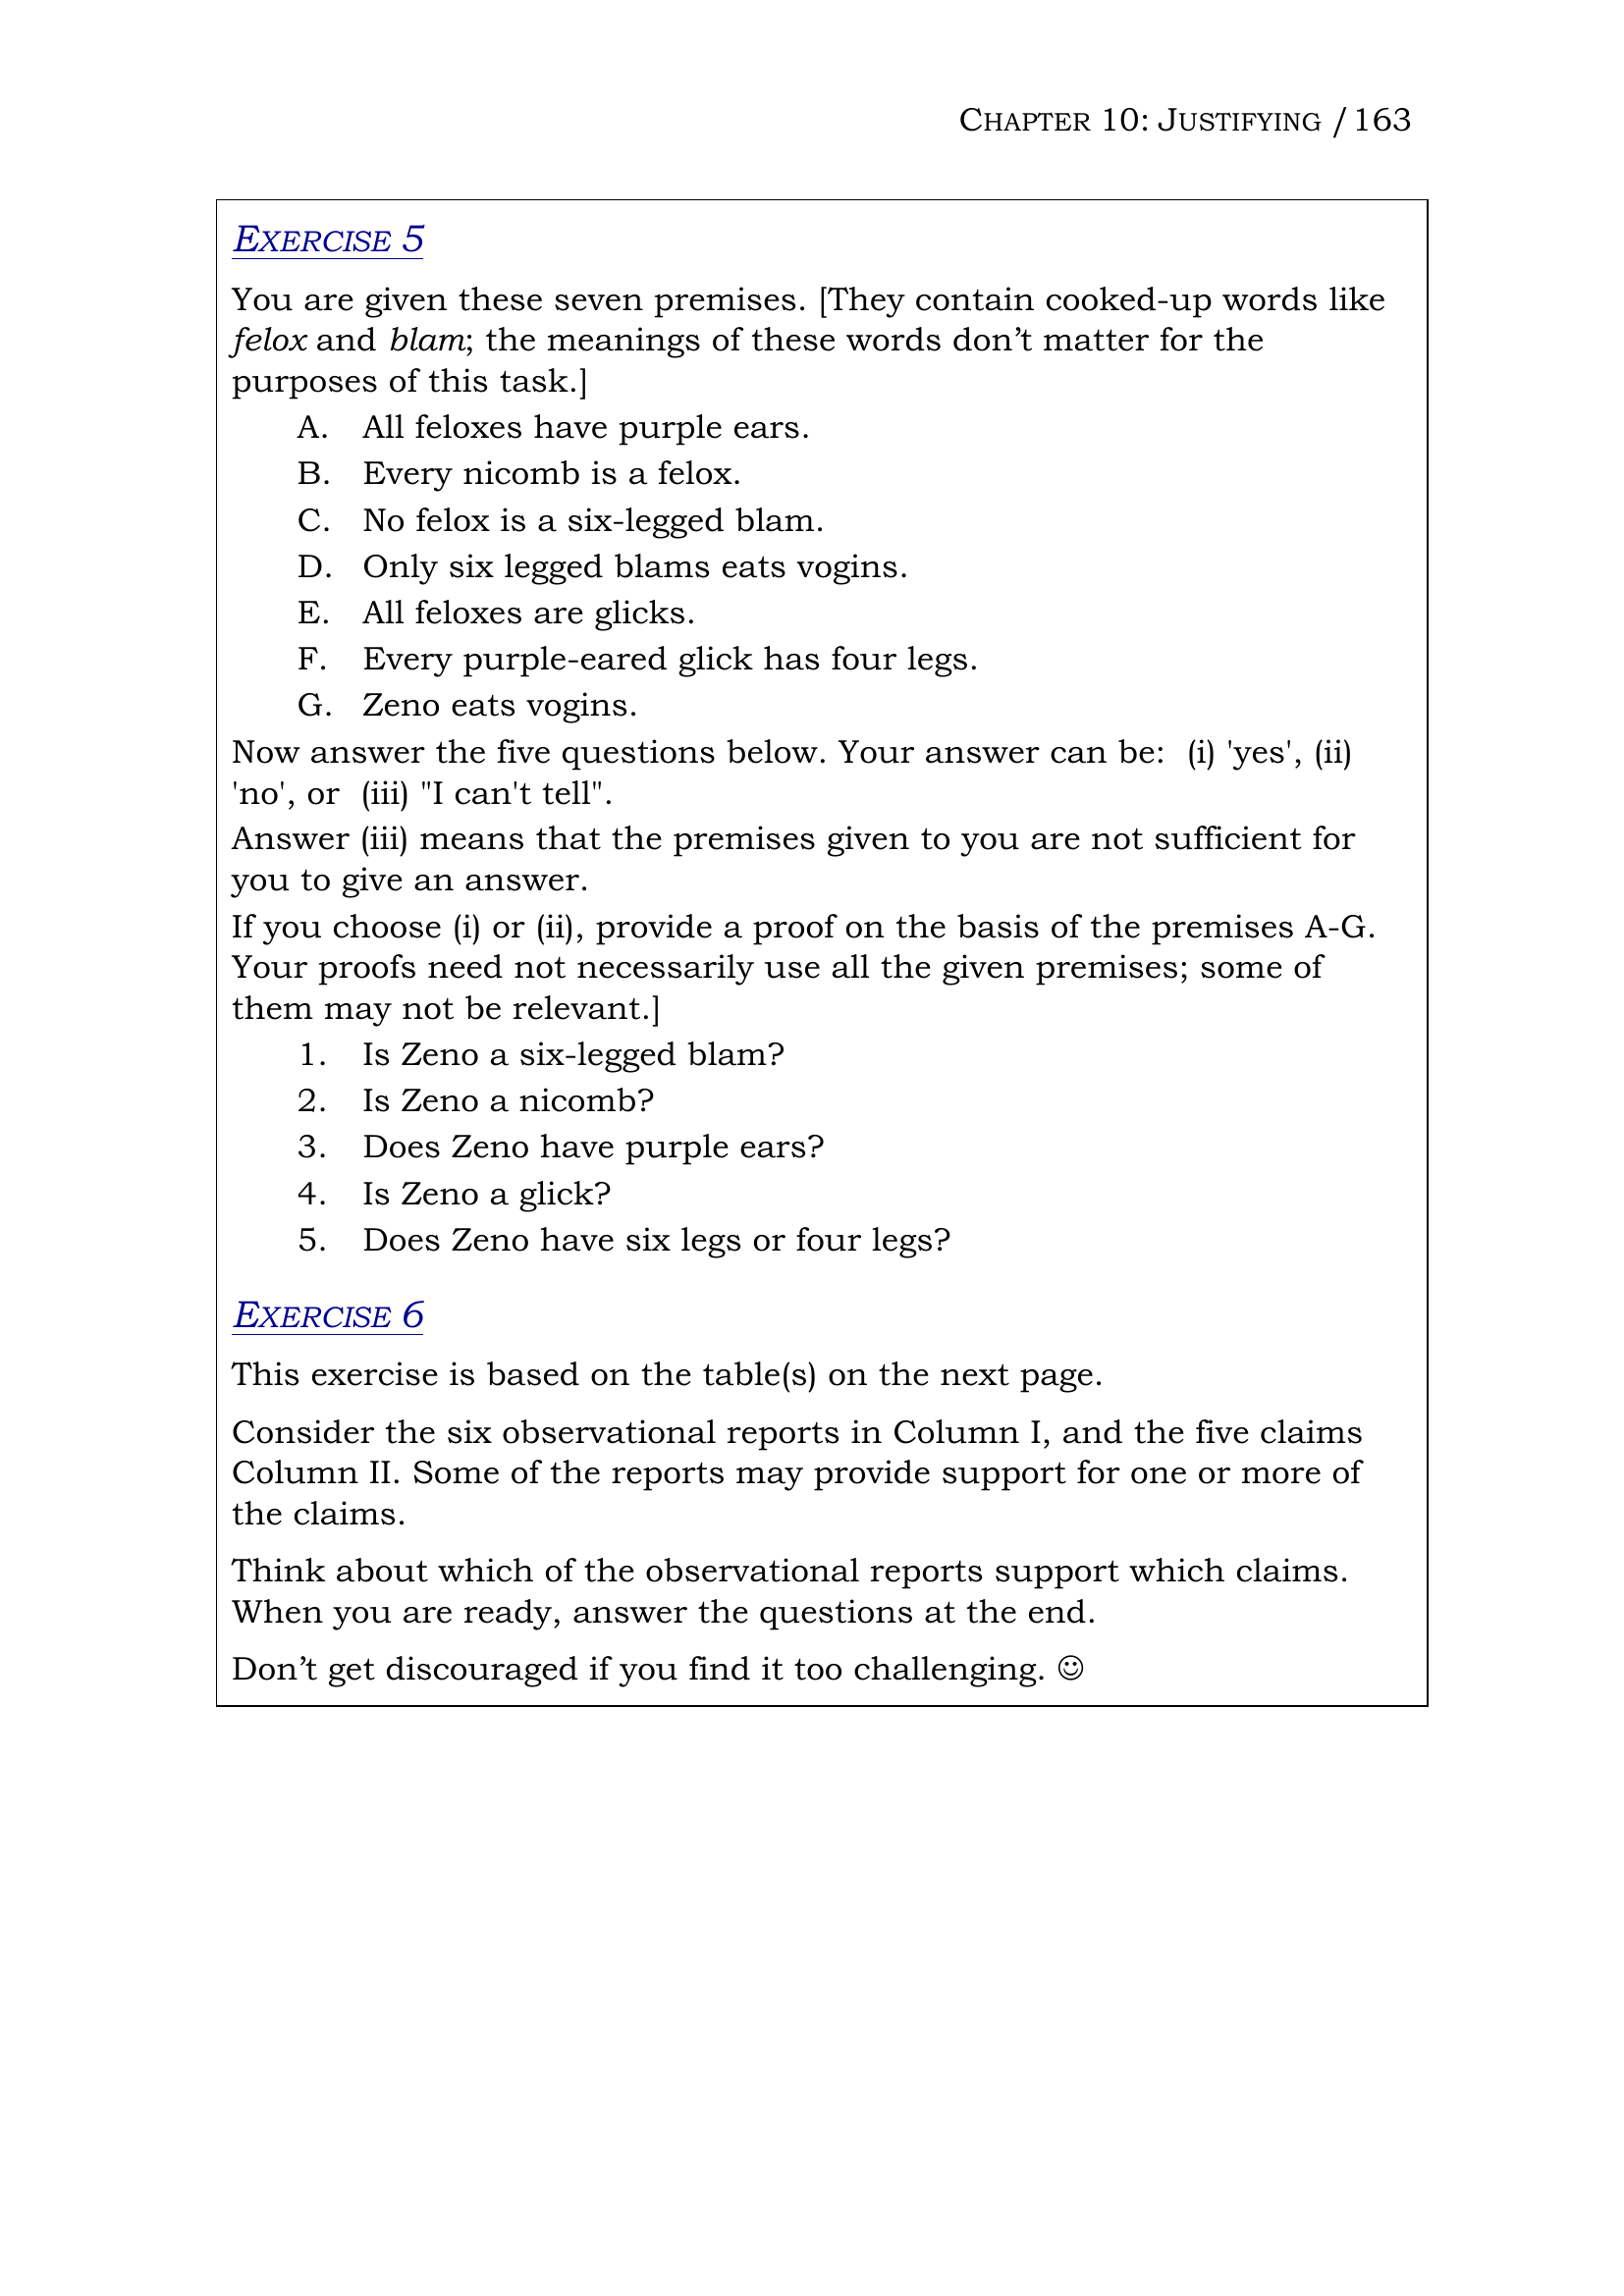 CHAPTER 10: JUSTIFYING / 163
EXERCISE 5
You are given these seven premises. [They contain cooked-up words like
felox and blam; the meanings of these words don’t matter for the
purposes of this task.]
A. All feloxes have purple ears.
B. Every nicomb is a felox.
C. No felox is a six-legged blam.
D. Only six legged blams eats vogins.
E. All feloxes are glicks.
F. Every purple-eared glick has four legs.
G. Zeno eats vogins.
Now answer the five questions below. Your answer can be: (i) 'yes', (ii)
'no', or (iii) "I can't tell".
Answer (iii) means that the premises given to you are not sufficient for
you to give an answer.
If you choose (i) or (ii), provide a proof on the basis of the premises A-G.
Your proofs need not necessarily use all the given premises; some of
them may not be relevant.]
1. Is Zeno a six-legged blam?
2. Is Zeno a nicomb?
3. Does Zeno have purple ears?
4. Is Zeno a glick?
5. Does Zeno have six legs or four legs?
EXERCISE 6
This exercise is based on the table(s) on the next page.
Consider the six observational reports in Column I, and the five claims
Column II. Some of the reports may provide support for one or more of
the claims.
Think about which of the observational reports support which claims.
When you are ready, answer the questions at the end.
Don’t get discouraged if you find it too challenging. ☺